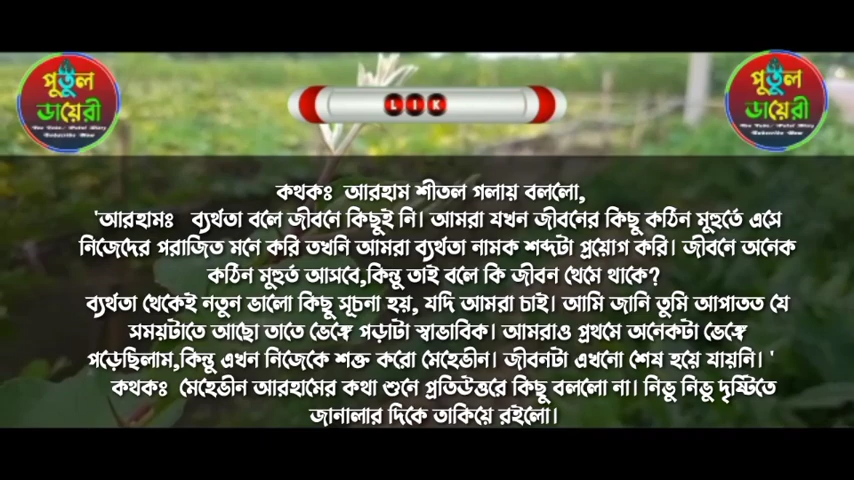 পুতুল
ডায়েরী
LIK
পুতুল
ডায়েরী
কথকঃ আরহাম শীতল গলায় বললো,
'আরহামঃ ব্যর্থতা বলে জীবনে কিছুই নি। আমরা যখন জীবনের কিছু কঠিন মুহুর্তে এসে
নিজেদের পরাজিত মনে করি তখনি আমরা ব্যর্থতা নামক শব্দটা প্রয়োগ করি। জীবনে অনেক
কঠিন মুহুর্ত আসবে,কিন্তু তাই বলে কি জীবন থেমে থাকে?
ব্যর্থতা থেকেই নতুন ভালো কিছু সূচনা হয়, যদি আমরা চাই। আমি জানি তুমি আপাতত যে
সময়টাতে আছো তাতে ভেঙ্গে পড়াটা স্বাভাবিক। আমরাও প্রথমে অনেকটা ভেঙ্গে
পড়েছিলাম,কিন্তু এখন নিজেকে শক্ত করো মেহেভীন। জীবনটা এখনো শেষ হয়ে যায়নি। '
কথকঃ মেহেভীন আরহামের কথা শুনে প্রতিউত্তরে কিছু বললো না। নিভু নিভু দৃষ্টিতে
জানালার দিকে তাকিয়ে রইলো।